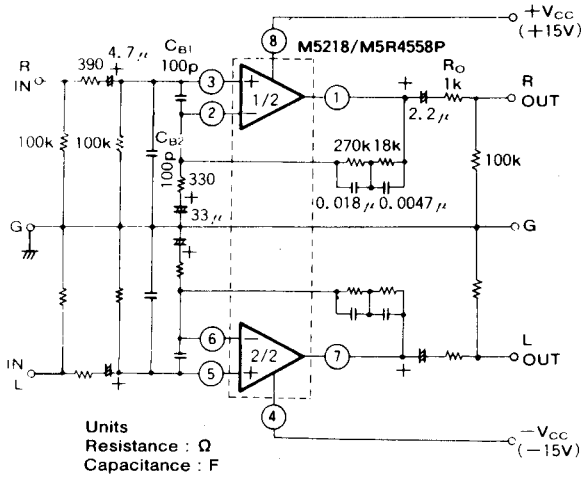 +VCC
(+15V)
M5218/M5R4558P
8
R
IN
390
4.7μ
+
CB1
100p
3
+
2
−
1/2
1
+
2.2μ
RO
1k
R
OUT
100k
100k
CB2
100p
270k
18k
100k
330
+
33μ
0.018μ
0.0047μ
G
G
+
6
−
2/2
5
+
7
+
L
OUT
IN
L
+
4
Units
Resistance : Ω
Capacitance : F
−VCC
(−15V)